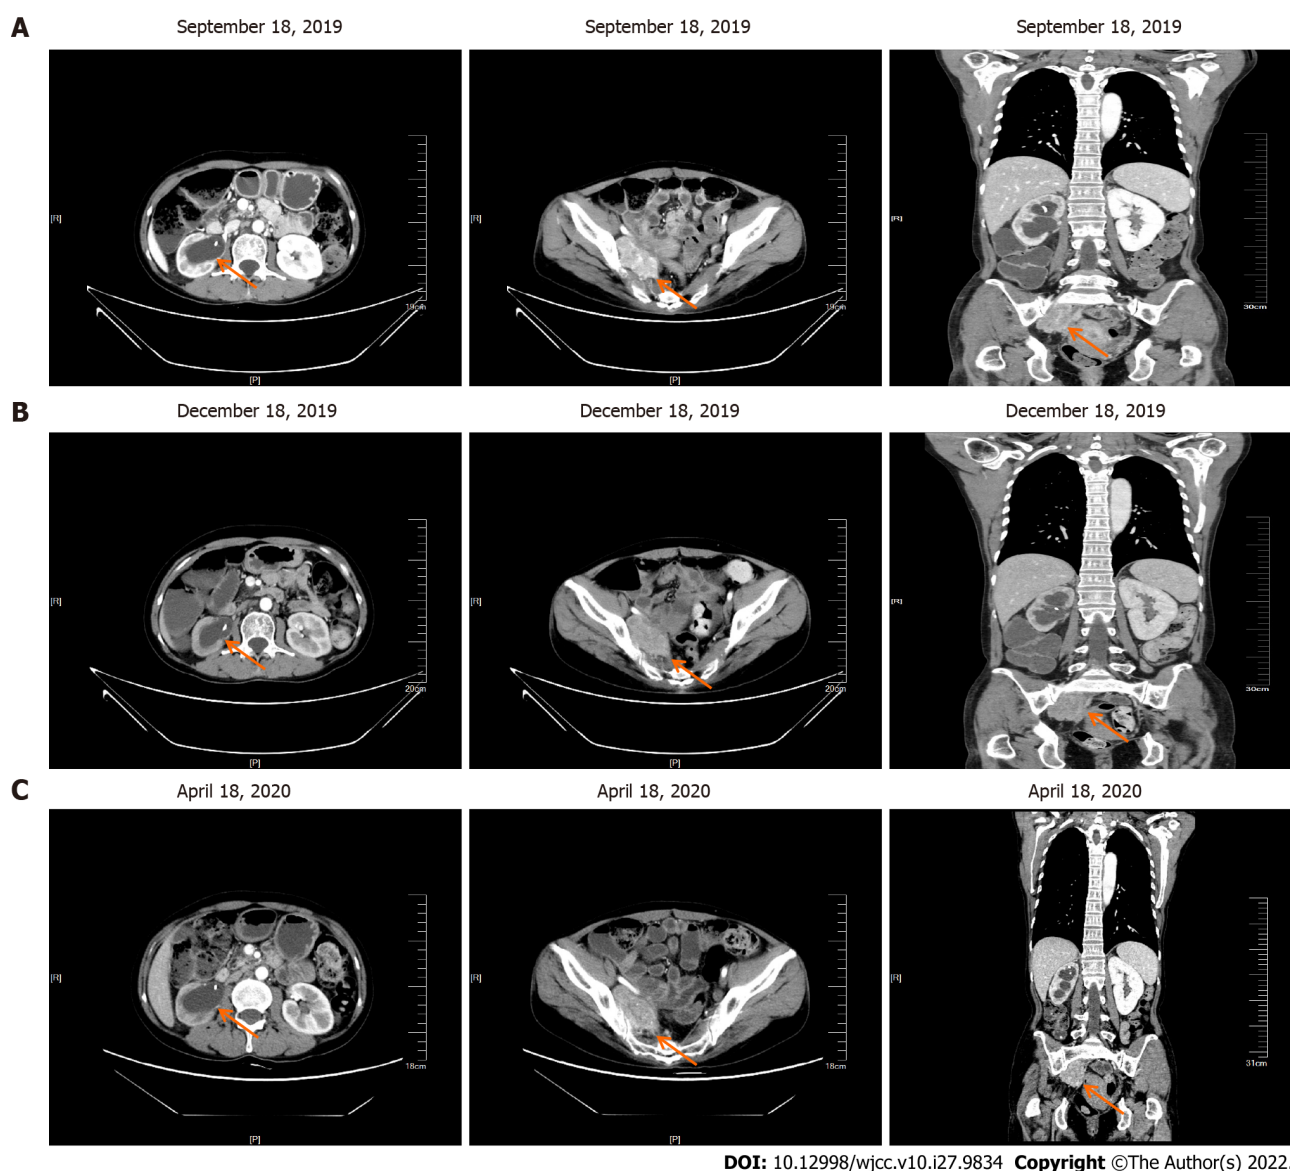 A
September 18, 2019
September 18, 2019
September 18, 2019
[R]
19cm
[P]
[R]
19cm
[P]
[R]
30cm
B
December 18, 2019
December 18, 2019
December 18, 2019
[R]
20cm
[P]
[R]
20cm
[P]
[R]
30cm
C
April 18, 2020
April 18, 2020
April 18, 2020
[R]
18cm
[P]
[R]
18cm
[P]
[R]
31cm
DOI: 10.12998/wjcc.v10.i27.9834 Copyright ©The Author(s) 2022.